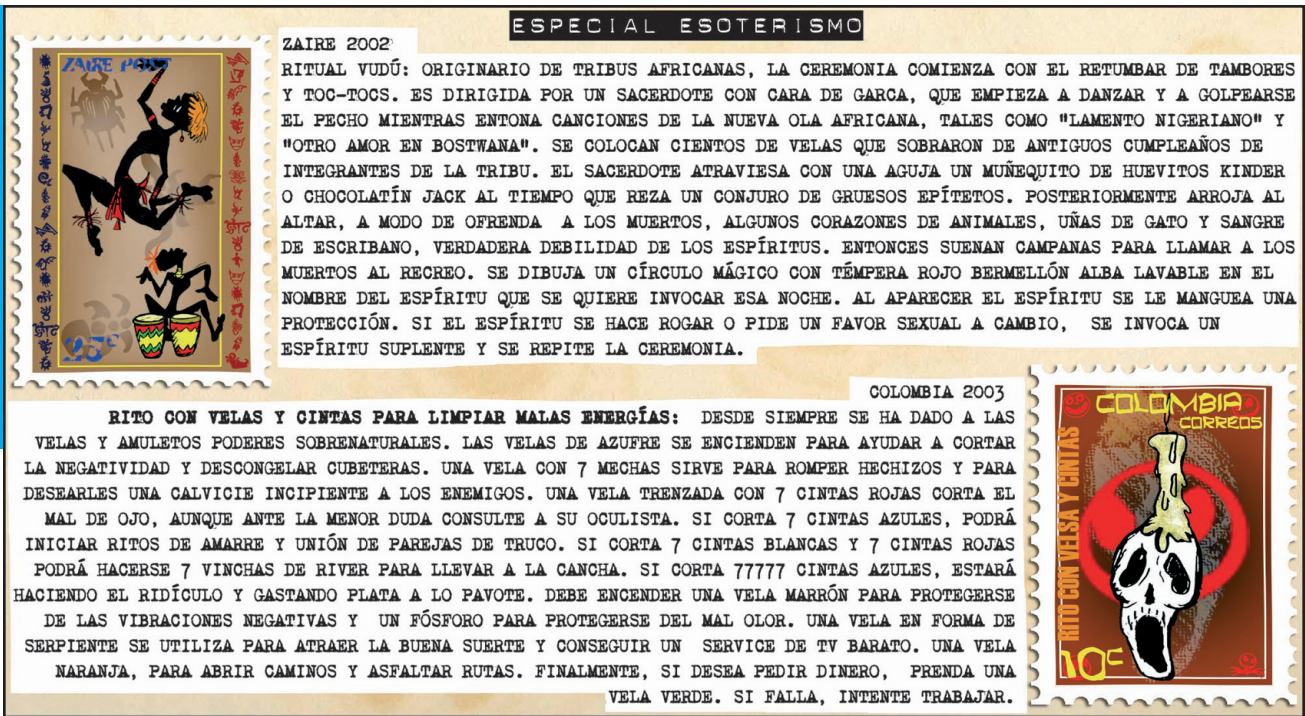 ESPECIAL ESOTERISMO
ZAIRE POST
25c
ZAIRE 2002
RITUAL VUDÚ: ORIGINARIO DE TRIBUS AFRICANAS, LA CEREMONIA COMIENZA CON EL RETUMBAR DE TAMBORES
Y TOC-TOCS. ES DIRIGIDA POR UN SACERDOTE CON CARA DE GARCA, QUE EMPIEZA A DANZAR Y A GOLPEARSE
EL PECHO MIENTRAS ENTONA CANCIONES DE LA NUEVA OLA AFRICANA, TALES COMO "LAMENTO NIGERIANO" Y
"OTRO AMOR EN BOSTWANA". SE COLOCAN CIENTOS DE VELAS QUE SOBRARON DE ANTIGUOS CUMPLEAÑOS DE
INTEGRANTES DE LA TRIBU. EL SACERDOTE ATRAVIESA CON UNA AGUJA UN MUÑEQUITO DE HUEVITOS KINDER
O CHOCOLATÍN JACK AL TIEMPO QUE REZA UN CONJURO DE GRUESOS EPÍTETOS. POSTERIORMENTE ARROJA AL
ALTAR, A MODO DE OFRENDA A LOS MUERTOS, ALGUNOS CORAZONES DE ANIMALES, UÑAS DE GATO Y SANGRE
DE ESCRIBANO, VERDADERA DEBILIDAD DE LOS ESPÍRITUS. ENTONCES SUENAN CAMPANAS PARA LLAMAR A LOS
MUERTOS AL RECREO. SE DIBUJA UN CÍRCULO MÁGICO CON TÉMPERA ROJO BERMELLÓN ALBA LAVABLE EN EL
NOMBRE DEL ESPÍRITU QUE SE QUIERE INVOCAR ESA NOCHE. AL APARECER EL ESPÍRITU SE LE MANGUEA UNA
PROTECCIÓN. SI EL ESPÍRITU SE HACE ROGAR O PIDE UN FAVOR SEXUAL A CAMBIO, SE INVOCA UN
ESPÍRITU SUPLENTE Y SE REPITE LA CEREMONIA.
COLOMBIA 2003
RITO CON VELAS Y CINTAS PARA LIMPIAR MALAS ENERGÍAS: DESDE SIEMPRE SE HA DADO A LAS
VELAS Y AMULETOS PODERES SOBRENATURALES. LAS VELAS DE AZUFRE SE ENCIENDEN PARA AYUDAR A CORTAR
LA NEGATIVIDAD Y DESCONGELAR CUBETERAS. UNA VELA CON 7 MECHAS SIRVE PARA ROMPER HECHIZOS Y PARA
DESEARLES UNA CALVICIE INCIPIENTE A LOS ENEMIGOS. UNA VELA TRENZADA CON 7 CINTAS ROJAS CORTA EL
MAL DE OJO, AUNQUE ANTE LA MENOR DUDA CONSULTE A SU OCULISTA. SI CORTA 7 CINTAS AZULES, PODRÁ
INICIAR RITOS DE AMARRE Y UNIÓN DE PAREJAS DE TRUCO. SI CORTA 7 CINTAS BLANCAS Y 7 CINTAS ROJAS
PODRÁ HACERSE 7 VINCHAS DE RIVER PARA LLEVAR A LA CANCHA. SI CORTA 77777 CINTAS AZULES, ESTARÁ
HACIENDO EL RIDÍCULO Y GASTANDO PLATA A LO PAVOTE. DEBE ENCENDER UNA VELA MARRÓN PARA PROTEGERSE
DE LAS VIBRACIONES NEGATIVAS Y UN FÓSFORO PARA PROTEGERSE DEL MAL OLOR. UNA VELA EN FORMA DE
SERPIENTE SE UTILIZA PARA ATRAER LA BUENA SUERTE Y CONSEGUIR UN SERVICE DE TV BARATO. UNA VELA
NARANJA, PARA ABRIR CAMINOS Y ASFALTAR RUTAS. FINALMENTE, SI DESEA PEDIR DINERO, PRENDA UNA
VELA VERDE. SI FALLA, INTENTE TRABAJAR.
COLOMBIA
CORREOS
RITO CON VELSA Y CINTAS
10c